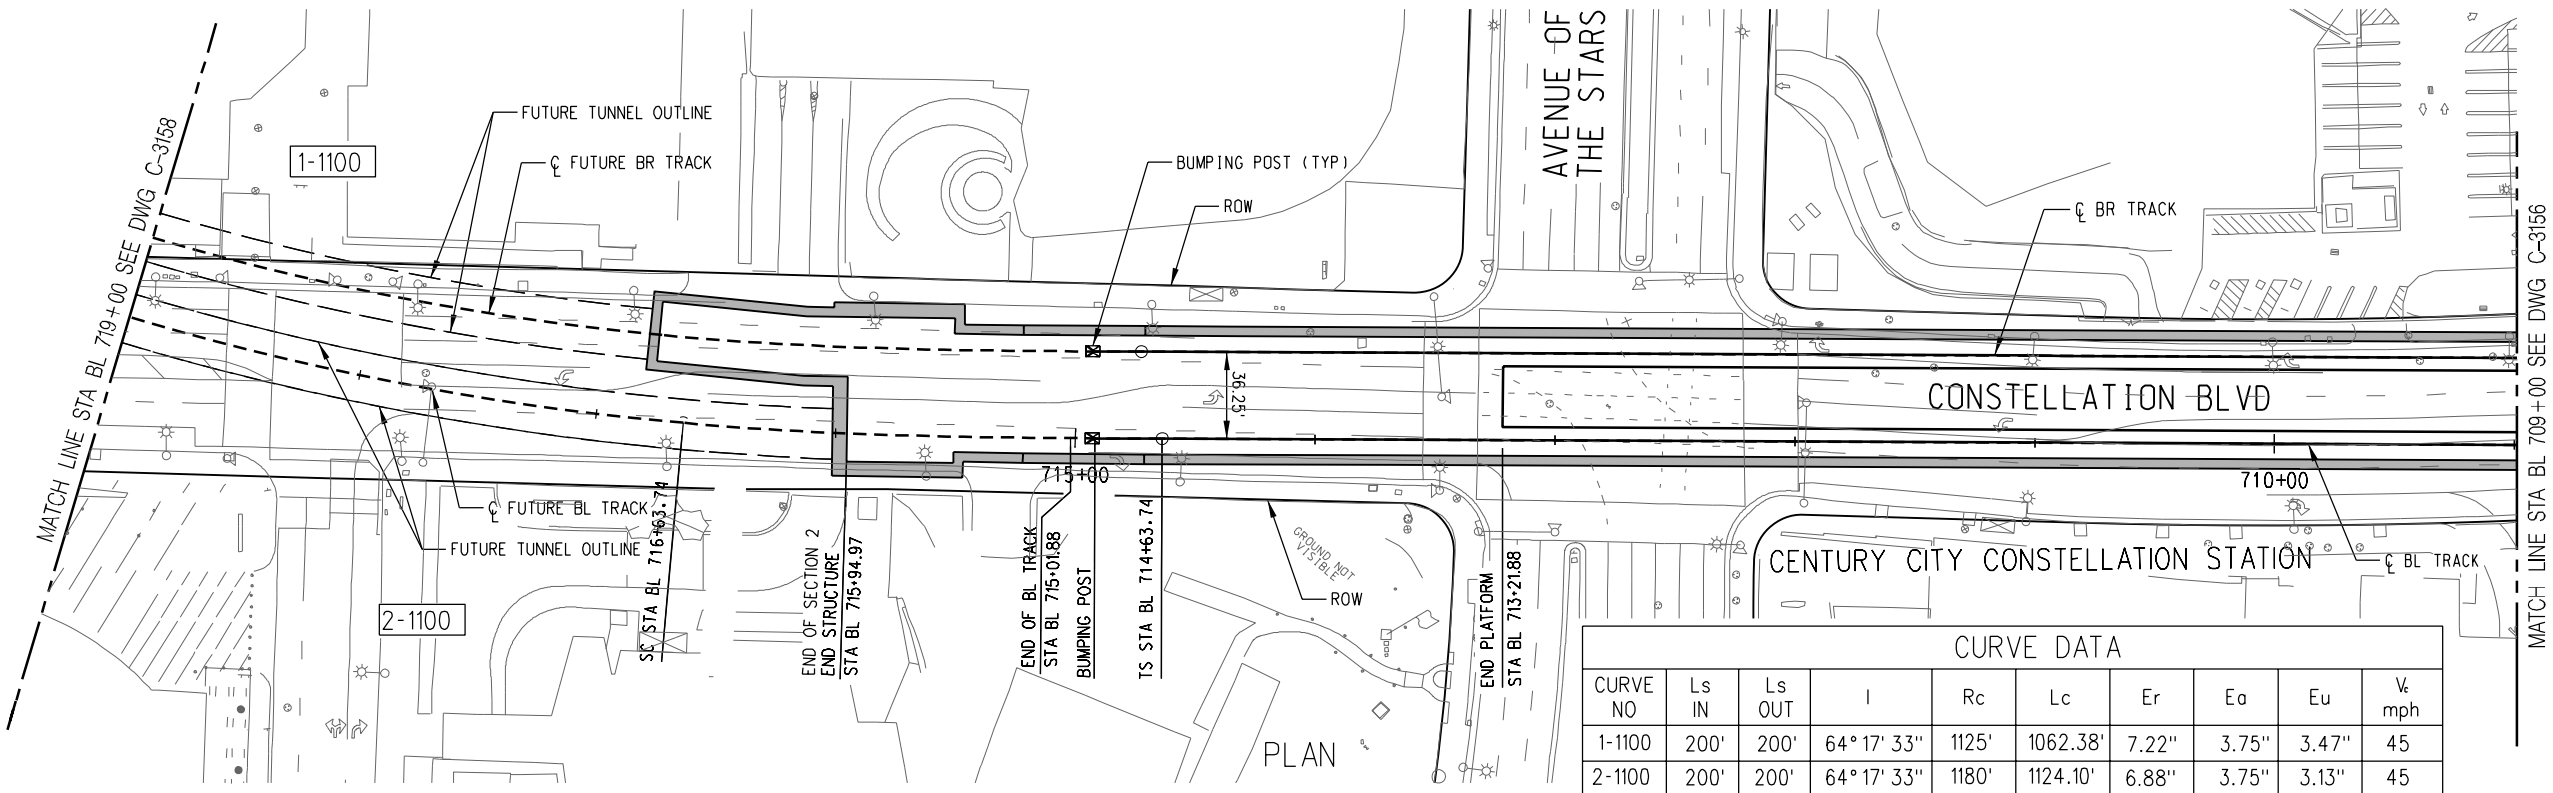 MATCH LINE STA BL 719+00 SEE DWG C-3158
1-1100
FUTURE TUNNEL OUTLINE
℄ FUTURE BR TRACK
BUMPING POST (TYP)
ROW
AVENUE OF
THE STARS
℄ BR TRACK
MATCH LINE STA BL 709+00 SEE DWG C-3156
36.25'
CONSTELLATION BLVD
715+00
710+00
℄ FUTURE BL TRACK
FUTURE TUNNEL OUTLINE
2-1100
SC STA BL 716+63.74
END OF SECTION 2
END STRUCTURE
STA BL 715+94.97
END OF BL TRACK
STA BL 715+01.88
BUMPING POST
TS STA BL 714+63.74
GROUND NOT
VISIBLE
ROW
END PLATFORM
STA BL 713+21.88
CENTURY CITY CONSTELLATION STATION
℄ BL TRACK
PLAN
CURVE DATA
CURVE NO Ls IN Ls OUT I Rc Lc Er Ea Eu Vc mph
1-1100 200' 200' 64°17'33" 1125' 1062.38' 7.22" 3.75" 3.47" 45
2-1100 200' 200' 64°17'33" 1180' 1124.10' 6.88" 3.75" 3.13" 45